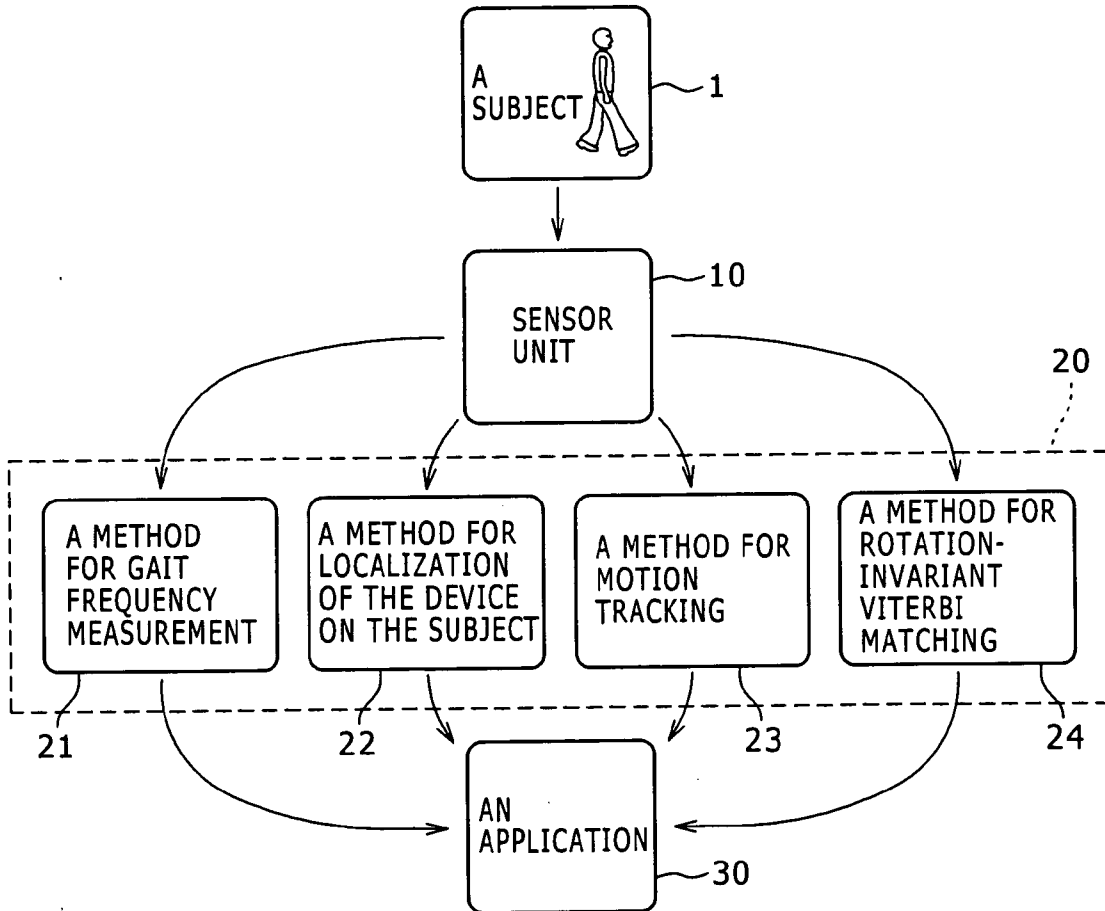 A
SUBJECT
1
SENSOR
UNIT
10
20
A METHOD
FOR GAIT
FREQUENCY
MEASUREMENT
A METHOD FOR
LOCALIZATION
OF THE DEVICE
ON THE SUBJECT
A METHOD FOR
MOTION
TRACKING
A METHOD FOR
ROTATION-
INVARIANT
VITERBI
MATCHING
21
22
23
24
AN
APPLICATION
30